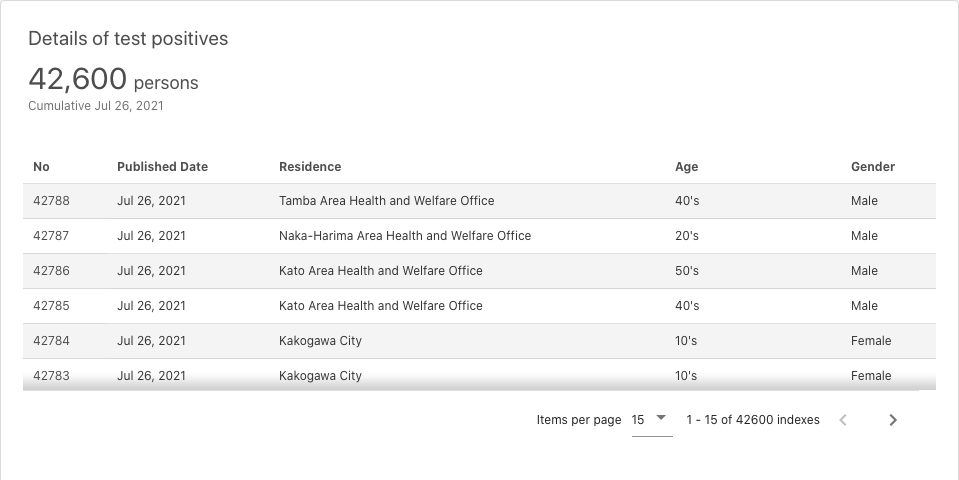 Details of test positives
42,600 persons
Cumulative Jul 26, 2021
No Published Date Residence Age Gender
42788 Jul 26, 2021 Tamba Area Health and Welfare Office 40's Male
42787 Jul 26, 2021 Naka-Harima Area Health and Welfare Office 20's Male
42786 Jul 26, 2021 Kato Area Health and Welfare Office 50's Male
42785 Jul 26, 2021 Kato Area Health and Welfare Office 40's Male
42784 Jul 26, 2021 Kakogawa City 10's Female
42783 Jul 26, 2021 Kakogawa City 10's Female
Items per page 15 1 - 15 of 42600 indexes